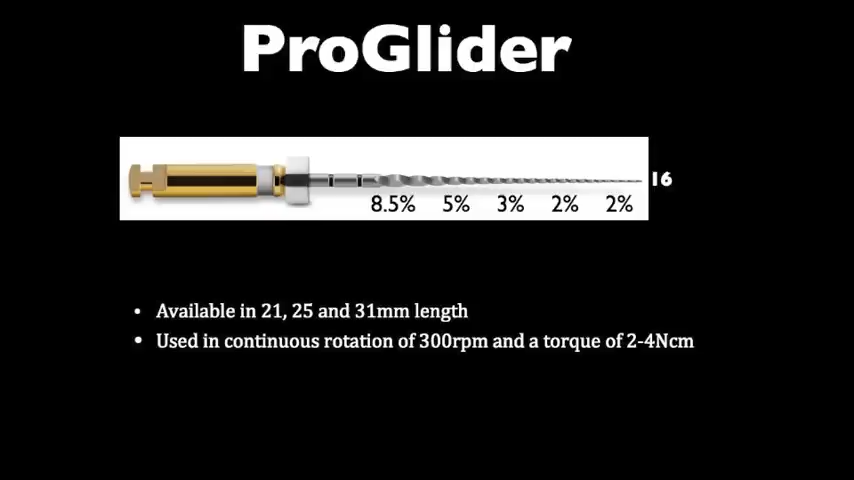 ProGlider
16
8.5% 5% 3% 2% 2%
• Available in 21, 25 and 31mm length
• Used in continuous rotation of 300rpm and a torque of 2-4Ncm